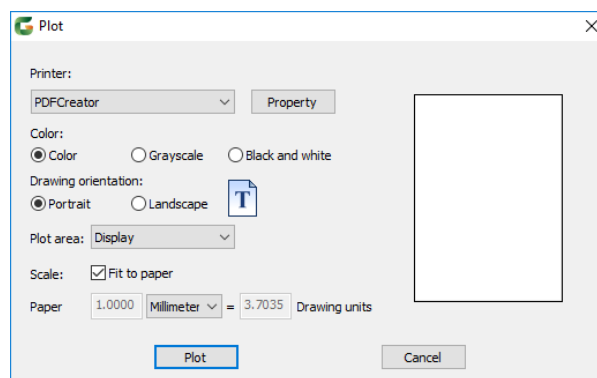 Plot
Printer:
PDFCreator Property
Color:
Color Grayscale Black and white
Drawing orientation:
Portrait Landscape T
Plot area: Display
Scale: Fit to paper
Paper 1.0000 Millimeter = 3.7035 Drawing units
Plot Cancel